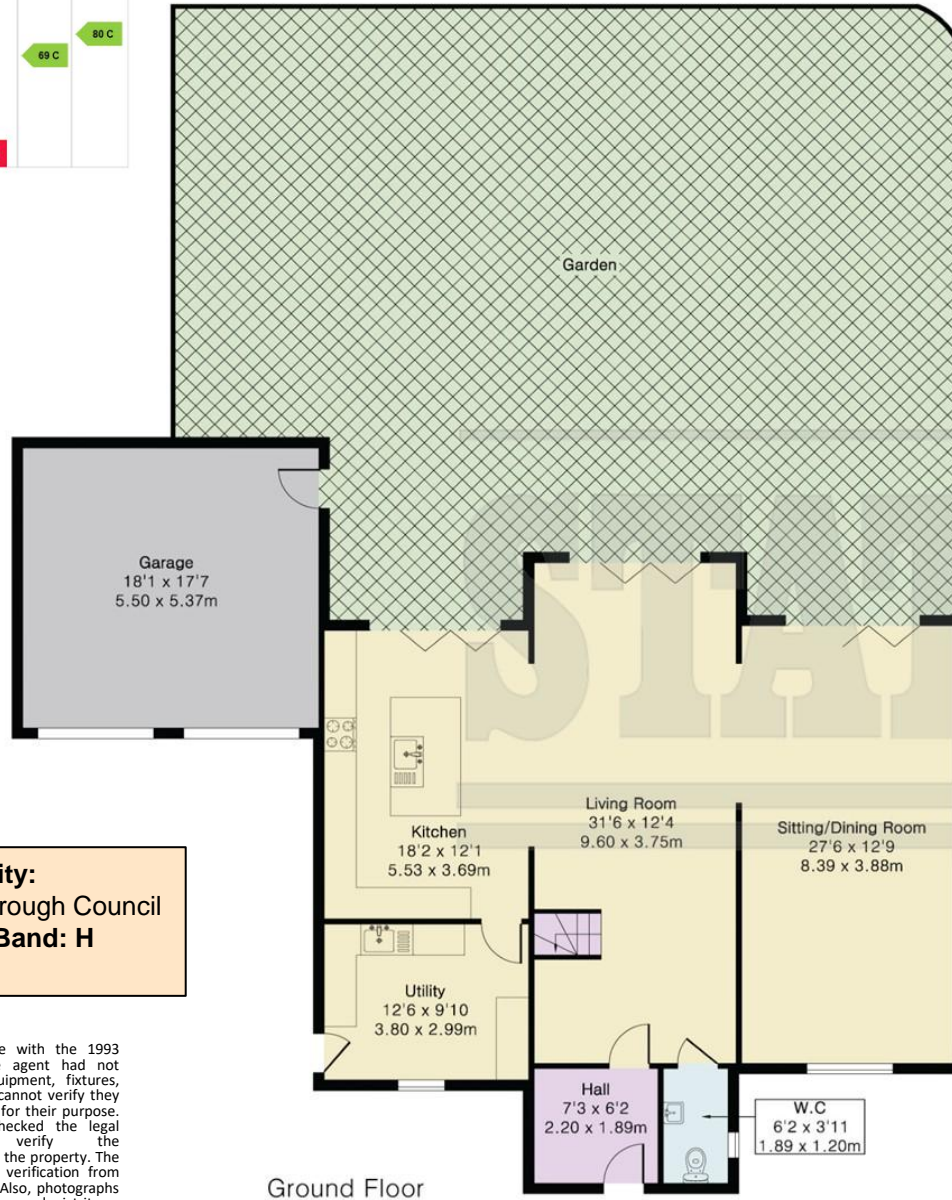 69 C
80 C
Garden
Garage
18'1 x 17'7
5.50 x 5.37m
STAT
Kitchen
18'2 x 12'1
5.53 x 3.69m
Living Room
31'6 x 12'4
9.60 x 3.75m
Sitting/Dining Room
27'6 x 12'9
8.39 x 3.88m
ity:
rough Council
Band: H
Utility
12'6 x 9'10
3.80 x 2.99m
e with the 1993
agent had not
uipment, fixtures,
cannot verify they
for their purpose.
hecked the legal
verify the
the property. The
verification from
Also, photographs
Hall
7'3 x 6'2
2.20 x 1.89m
W.C
6'2 x 3'11
1.89 x 1.20m
Ground Floor